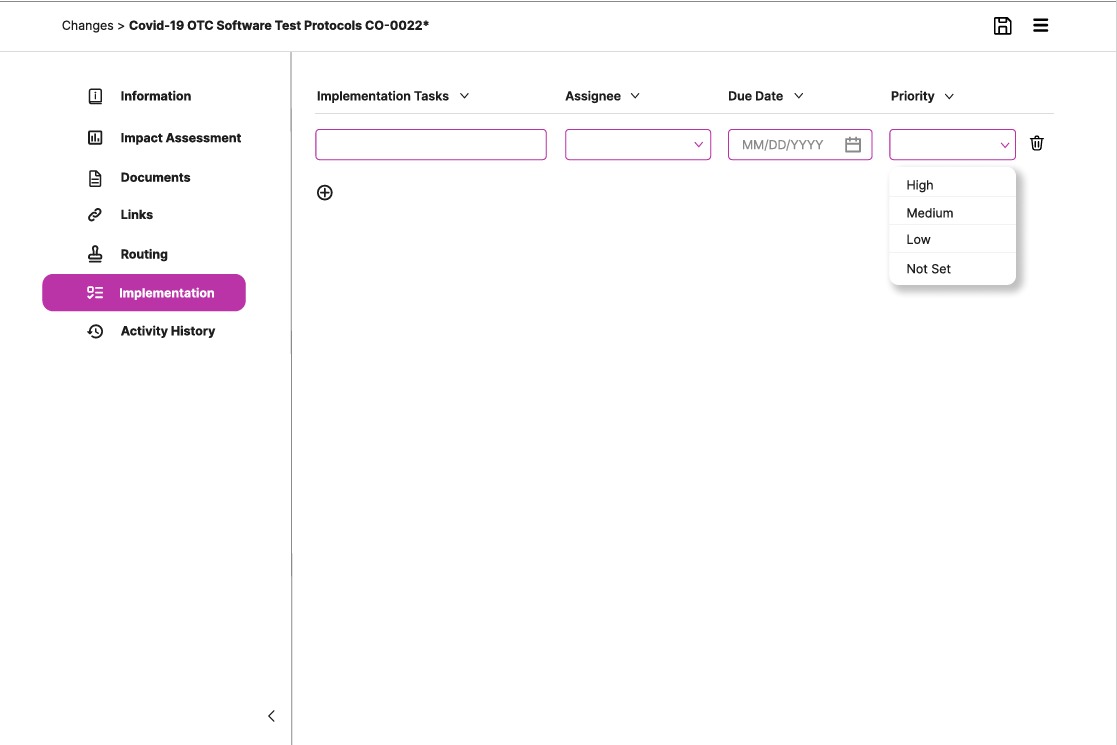 Changes > Covid-19 OTC Software Test Protocols CO-0022*
Information
Impact Assessment
Documents
Links
Routing
Implementation
Activity History
Implementation Tasks Assignee Due Date Priority
MM/DD/YYYY
High
Medium
Low
Not Set